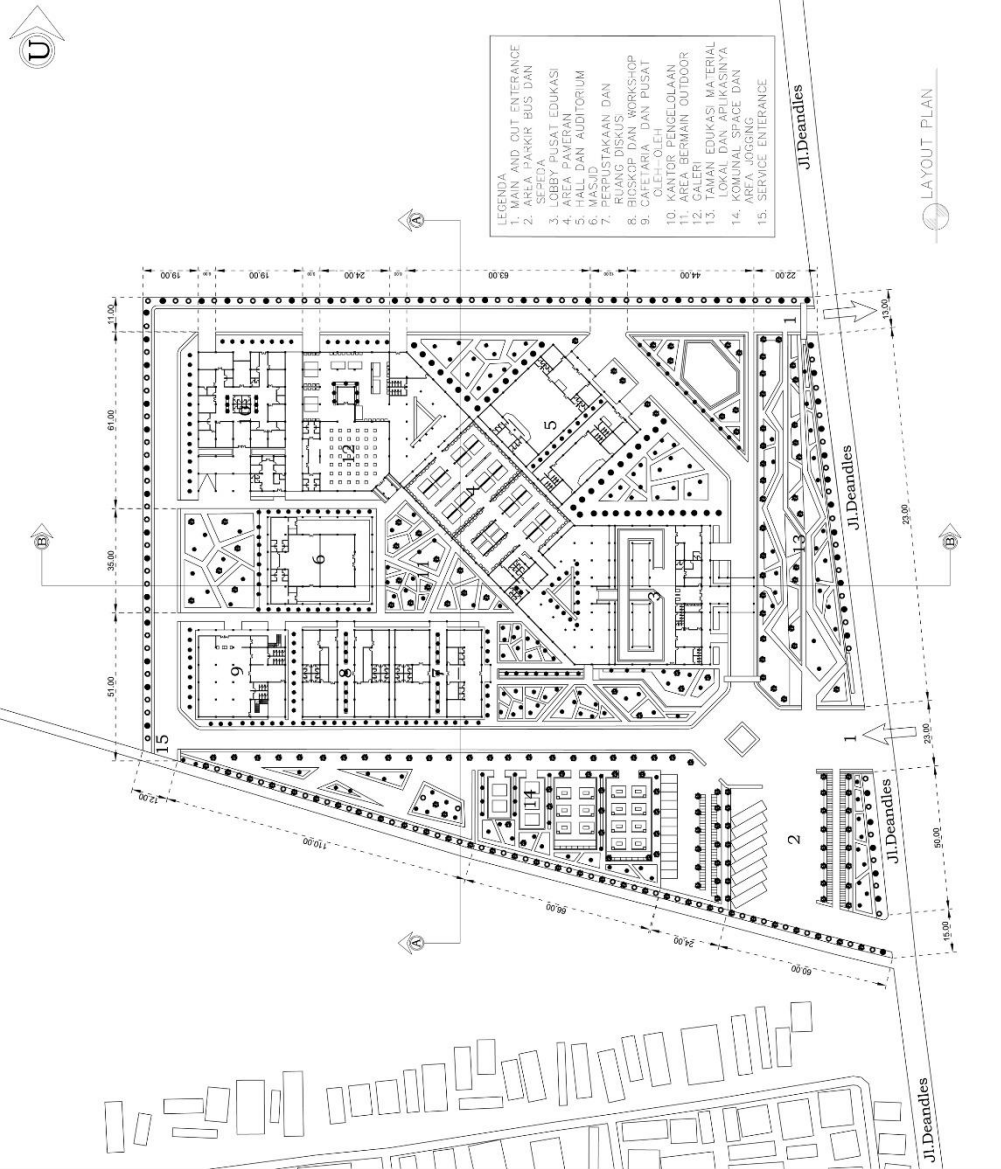 U
LEGENDA
1. MAIN AND OUT ENTERANCE
2. AREA PARKIR BUS DAN
SEPEDA
3. LOBBY PUSAT EDUKASI
4. AREA PAMERAN
5. HALL DAN AUDITORIUM
6. MASJID
7. PERPUSTAKAAN DAN
RUANG DISKUSI
8. BIOSKOP DAN WORKSHOP
9. CAFETARIA DAN PUSAT
OLEH-OLEH
10. KANTOR PENGELOLAAN
11. AREA BERMAIN OUTDOOR
12. GALERI
13. TAMAN EDUKASI MATERIAL
LOKAL DAN APLIKASINYA
14. KOMUNAL SPACE DAN
AREA JOGGING
15. SERVICE ENTERANCE
LAYOUT PLAN
Jl.Deandles
Jl.Deandles
Jl.Deandles
Jl.Deandles
A
A
B
B
19.00
19.00
24.00
63.00
44.00
22.00
11.00
61.00
35.00
51.00
12.00
110.00
66.00
24.00
60.00
13.00
23.00
23.00
50.00
15.00
1
1
2
3
4
5
6
7
8
9
11
12
13
14
15